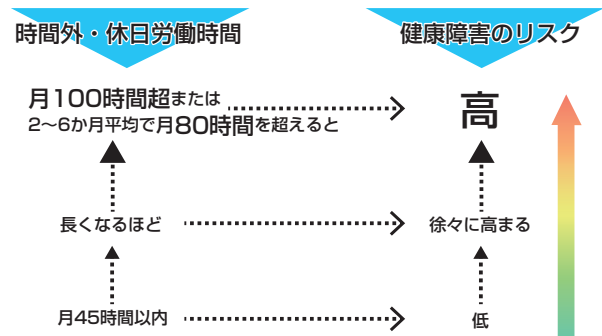 時間外・休日労働時間
健康障害のリスク
月100時間超または
2〜6か月平均で月80時間を超えると
高
長くなるほど
徐々に高まる
月45時間以内
低